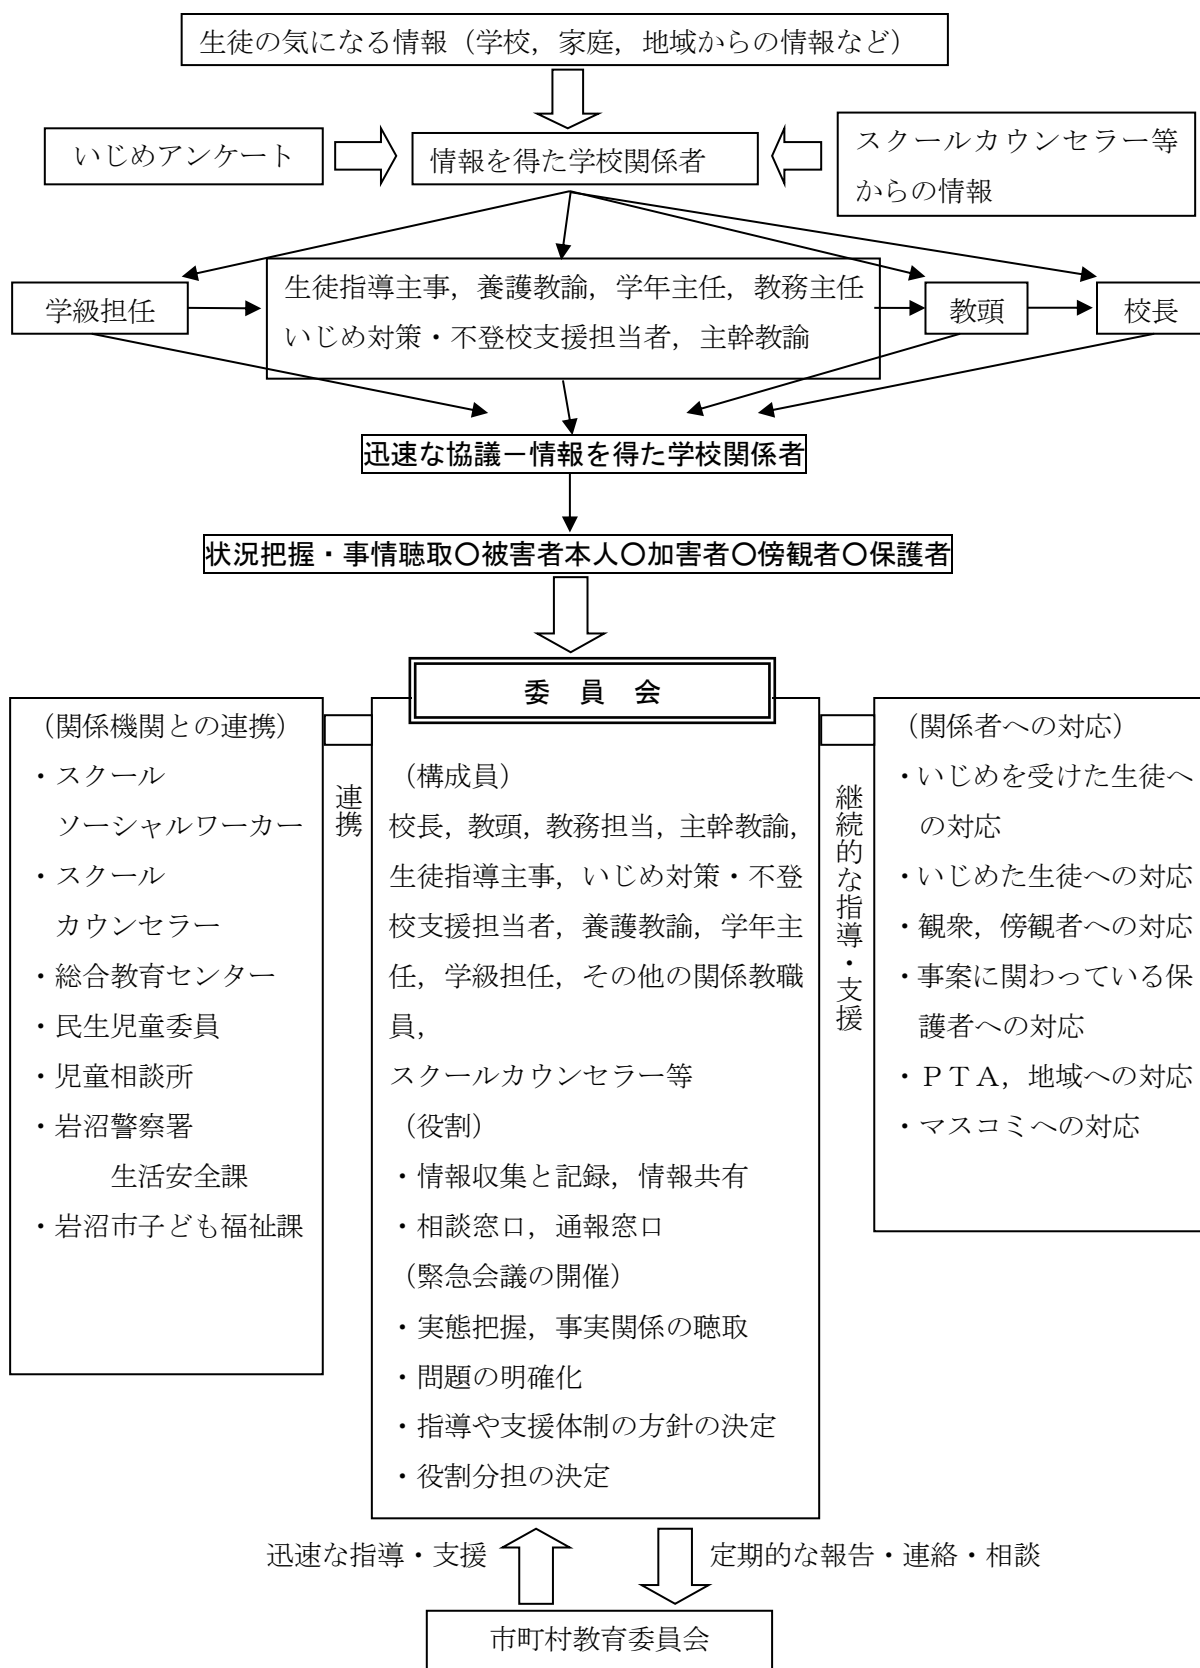 生徒の気になる情報（学校，家庭，地域からの情報など）
いじめアンケート
情報を得た学校関係者
スクールカウンセラー等
からの情報
学級担任
生徒指導主事，養護教諭，学年主任，教務主任
いじめ対策・不登校支援担当者，主幹教諭
教頭
校長
迅速な協議－情報を得た学校関係者
状況把握・事情聴取〇被害者本人〇加害者〇傍観者〇保護者
委　員　会
（関係機関との連携）
・スクール
ソーシャルワーカー
・スクール
カウンセラー
・総合教育センター
・民生児童委員
・児童相談所
・岩沼警察署
生活安全課
・岩沼市子ども福祉課
連携
（構成員）
校長，教頭，教務担当，主幹教諭，
生徒指導主事，いじめ対策・不登
校支援担当者，養護教諭，学年主
任，学級担任，その他の関係教職
員，
スクールカウンセラー等
（役割）
・情報収集と記録，情報共有
・相談窓口，通報窓口
（緊急会議の開催）
・実態把握，事実関係の聴取
・問題の明確化
・指導や支援体制の方針の決定
・役割分担の決定
継続的な指導・支援
（関係者への対応）
・いじめを受けた生徒へ
の対応
・いじめた生徒への対応
・観衆，傍観者への対応
・事案に関わっている保
護者への対応
・ＰＴＡ，地域への対応
・マスコミへの対応
迅速な指導・支援
定期的な報告・連絡・相談
市町村教育委員会